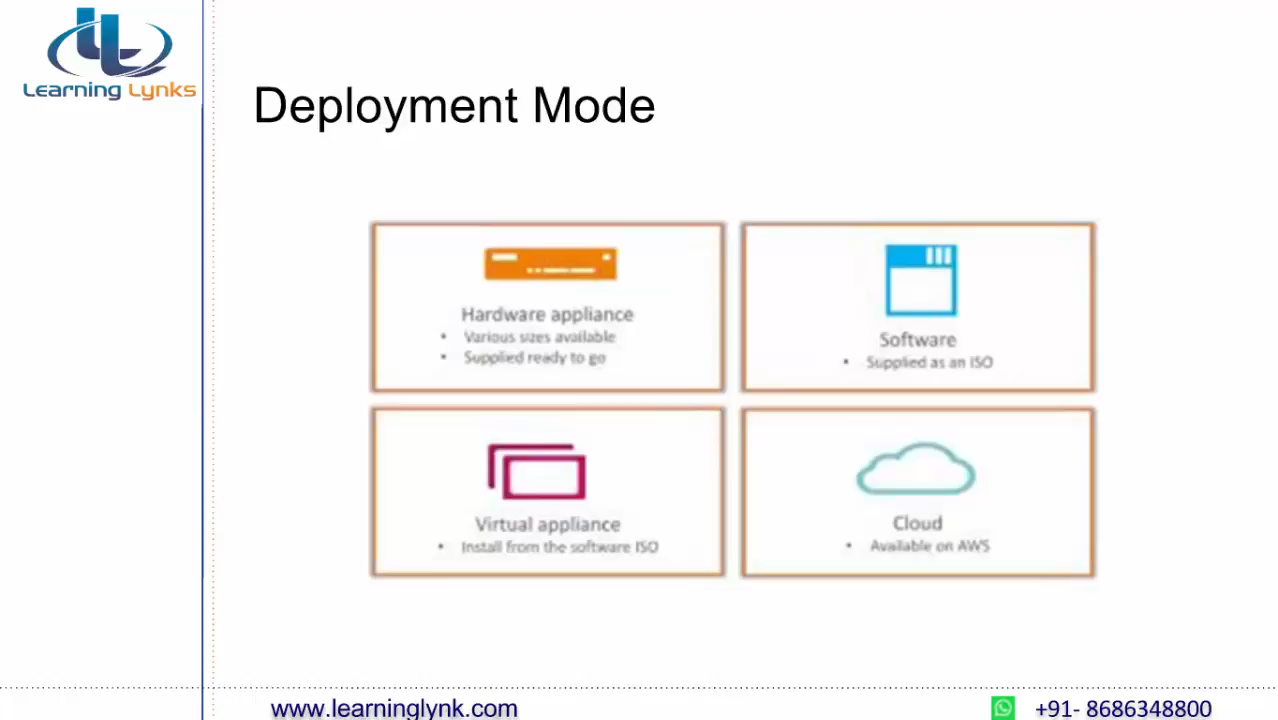 Learning Lynks
Deployment Mode
Hardware appliance
• Various sizes available
• Supplied ready to go
Software
• Supplied as an ISO
Virtual appliance
• Install from the software ISO
Cloud
• Available on AWS
www.learninglynk.com
+91- 8686348800